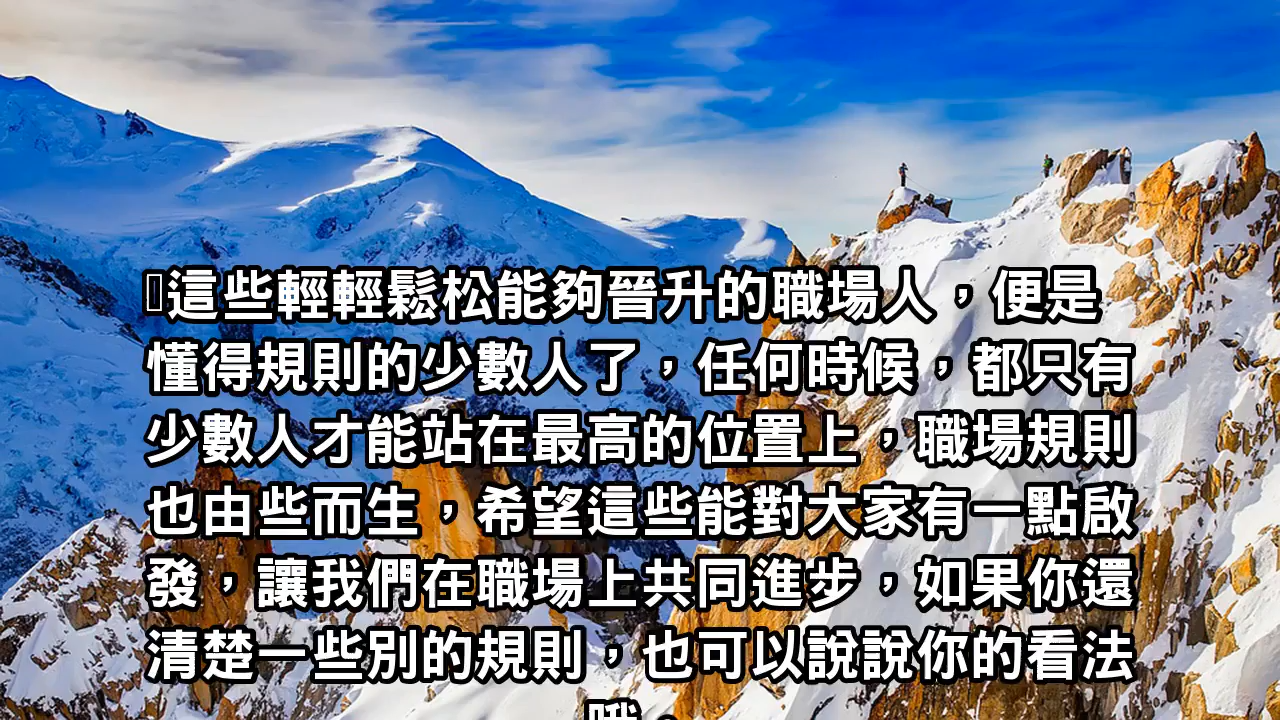 這些輕輕鬆松能夠晉升的職場人，便是
懂得規則的少數人了，任何時候，都只有
少數人才能站在最高的位置上，職場規則
也由些而生，希望這些能對大家有一點啟
發，讓我們在職場上共同進步，如果你還
清楚一些別的規則，也可以說說你的看法
哦。